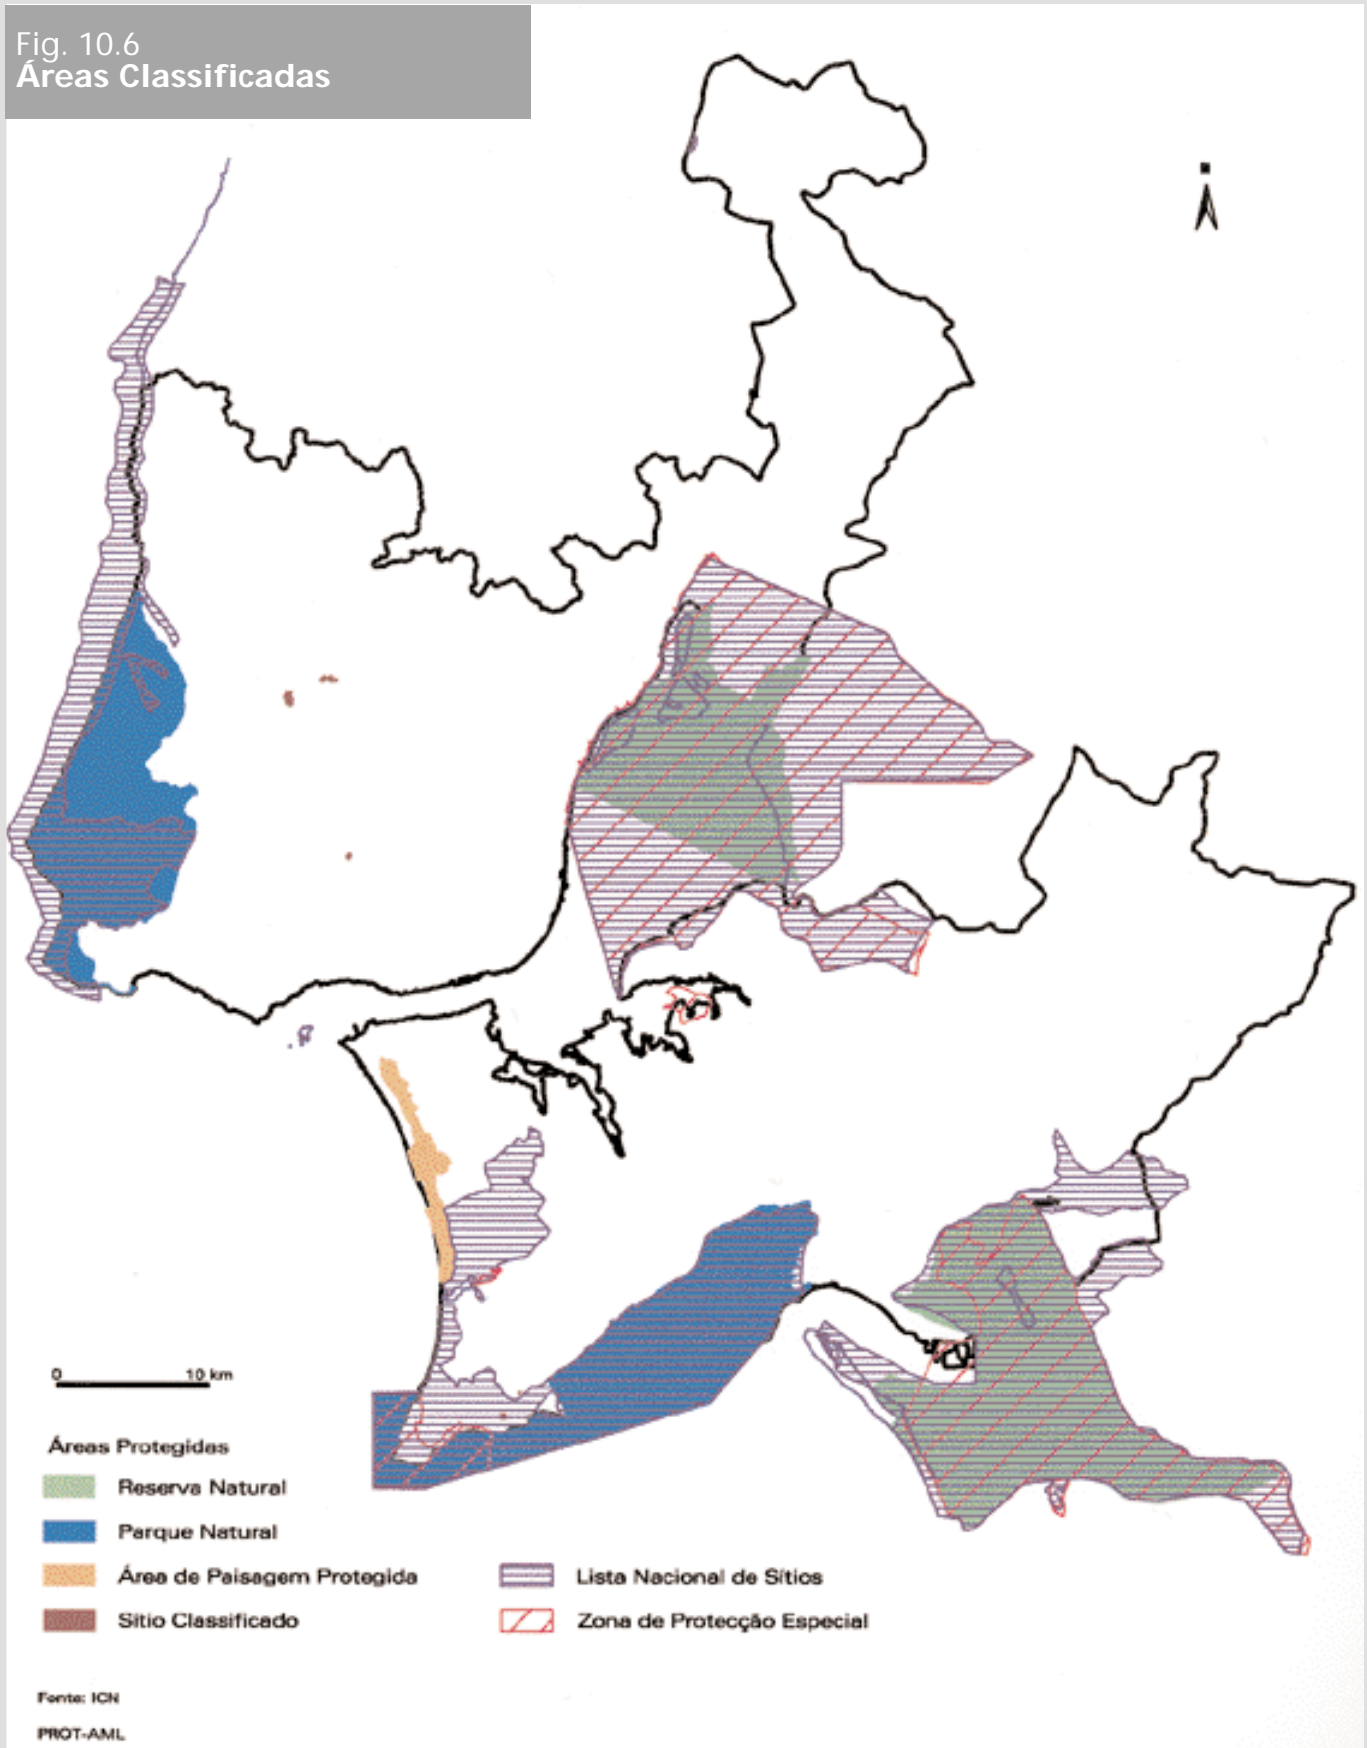 Fig. 10.6
Áreas Classificadas
0 10 km
Áreas Protegidas
Reserva Natural
Parque Natural
Área de Paisagem Protegida
Sítio Classificado
Lista Nacional de Sítios
Zona de Protecção Especial
Fonte: ICN
PROT-AML